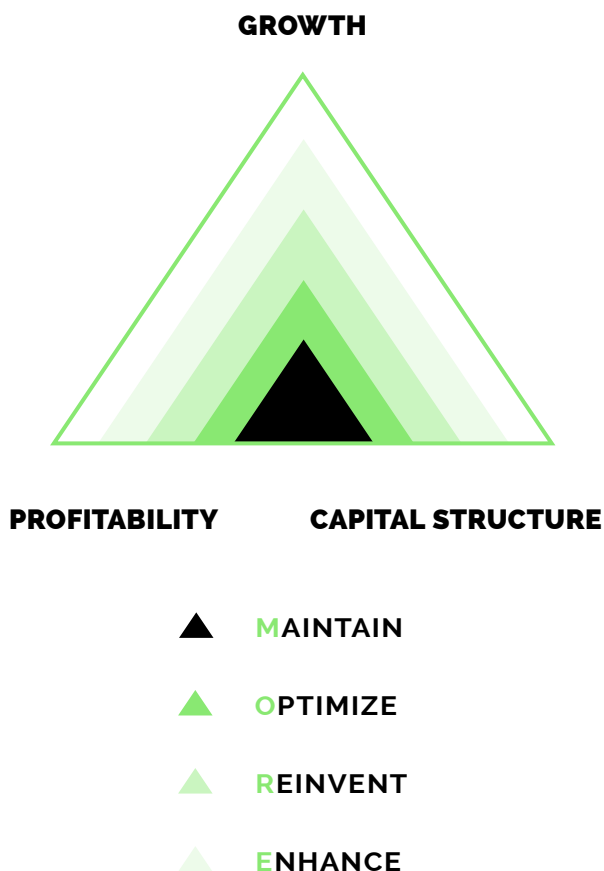 GROWTH
PROFITABILITY
CAPITAL STRUCTURE
MAINTAIN
OPTIMIZE
REINVENT
ENHANCE